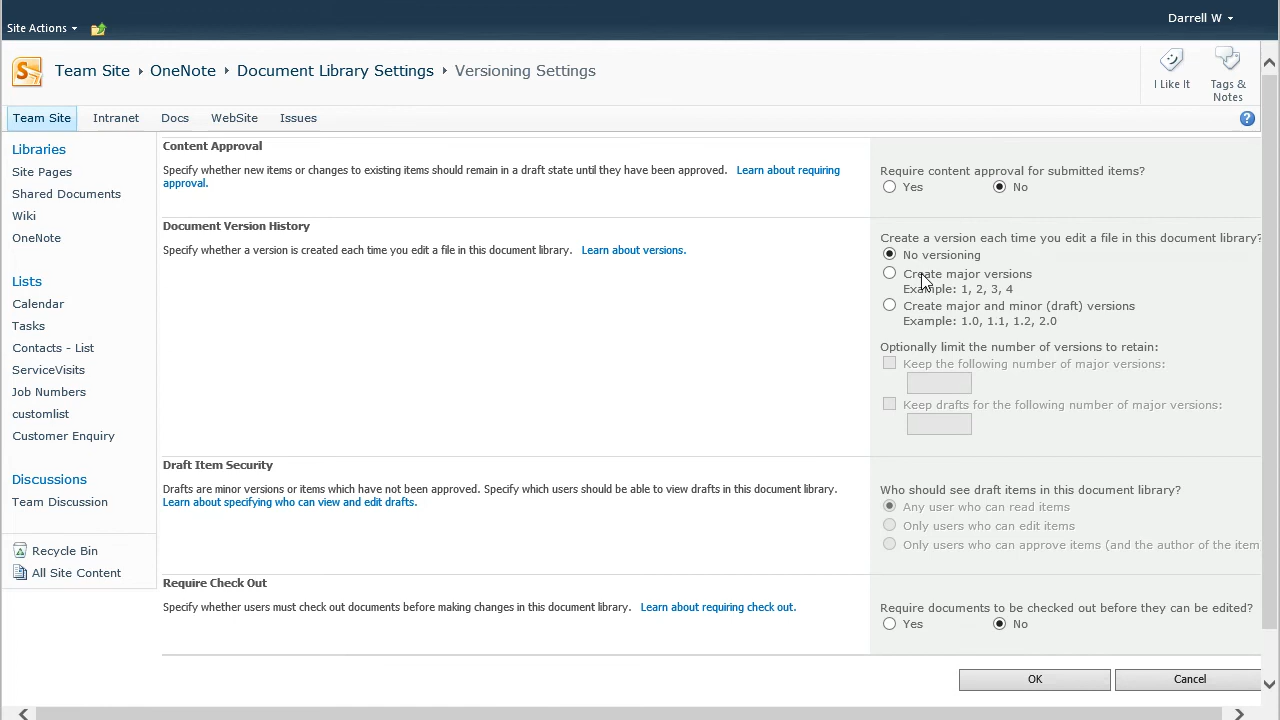 Site Actions
Darrell W
Team Site › OneNote › Document Library Settings › Versioning Settings
I Like It
Tags & Notes
Team Site
Intranet
Docs
WebSite
Issues
Libraries
Site Pages
Shared Documents
Wiki
OneNote
Lists
Calendar
Tasks
Contacts - List
ServiceVisits
Job Numbers
customlist
Customer Enquiry
Discussions
Team Discussion
Recycle Bin
All Site Content
Content Approval
Specify whether new items or changes to existing items should remain in a draft state until they have been approved. Learn about requiring
approval.
Require content approval for submitted items?
Yes
No
Document Version History
Specify whether a version is created each time you edit a file in this document library. Learn about versions.
Create a version each time you edit a file in this document library?
No versioning
Create major versions
Example: 1, 2, 3, 4
Create major and minor (draft) versions
Example: 1.0, 1.1, 1.2, 2.0
Optionally limit the number of versions to retain:
Keep the following number of major versions:
Keep drafts for the following number of major versions:
Draft Item Security
Drafts are minor versions or items which have not been approved. Specify which users should be able to view drafts in this document library.
Learn about specifying who can view and edit drafts.
Who should see draft items in this document library?
Any user who can read items
Only users who can edit items
Only users who can approve items (and the author of the item
Require Check Out
Specify whether users must check out documents before making changes in this document library. Learn about requiring check out.
Require documents to be checked out before they can be edited?
Yes
No
OK
Cancel